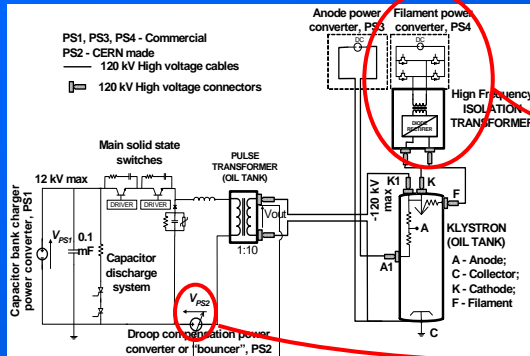 Anode power
converter, PS3
Filament power
converter, PS4
DC
DC
PS1, PS3, PS4 - Commercial
PS2 - CERN made
120 kV High voltage cables
120 kV High voltage connectors
Hign Frequency
ISOLATION
TRANSFORMER
DIODE
RECTIFIER
Main solid state
switches
DRIVER
DRIVER
PULSE
TRANSFORMER
(OIL TANK)
Vout
1:10
-120 kV
max
K1
K
F
A
A1
C
KLYSTRON
(OIL TANK)
A - Anode;
C - Collector;
K - Cathode;
F - Filament
12 kV max
Capacitor bank charger
power converter, PS1
VPS1
0.1
mF
Capacitor
discharge
system
VPS2
Droop compensation power
converter or "bouncer", PS2